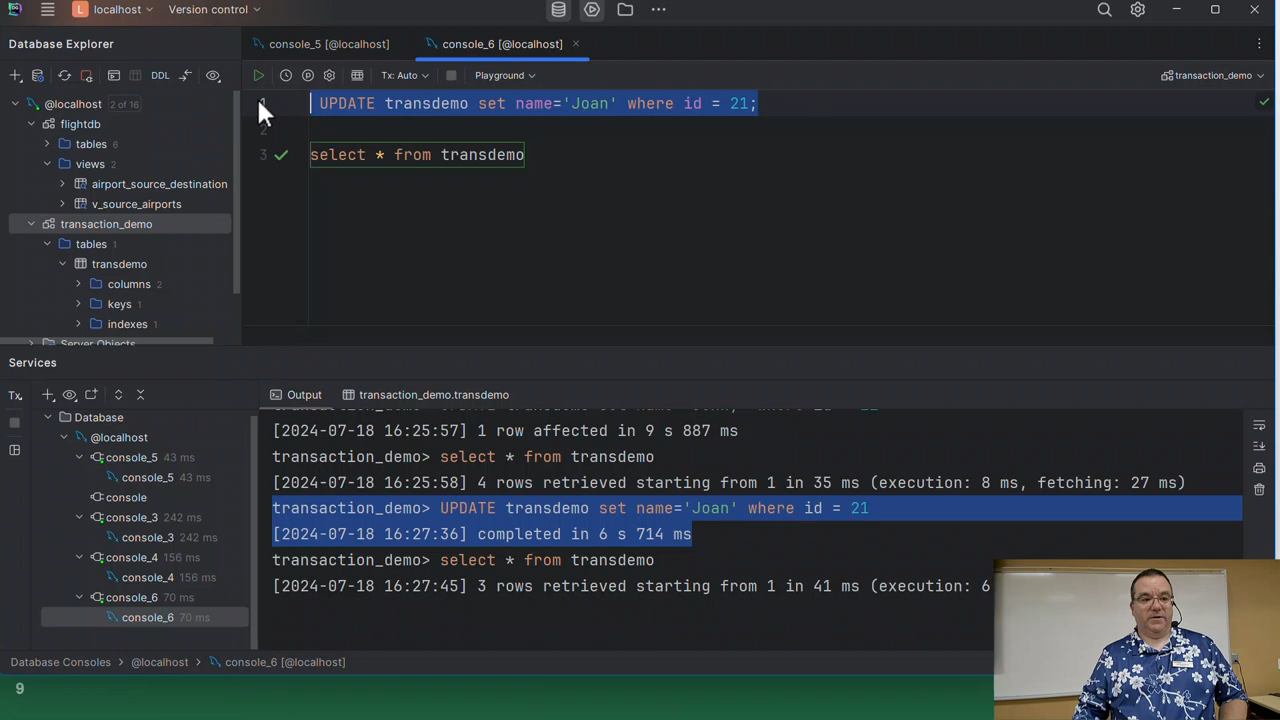 L localhost Version control
Database Explorer
console_5 [@localhost] console_6 [@localhost]
DDL
Tx: Auto Playground transaction_demo
@localhost 2 of 16
flightdb
tables 6
views 2
airport_source_destination
v_source_airports
transaction_demo
tables 1
transdemo
columns 2
keys 1
indexes 1
Server Objects
1 UPDATE transdemo set name='Joan' where id = 21;
2
3 select * from transdemo
Services
Tx
Output transaction_demo.transdemo
Database
@localhost
console_5 43 ms
console_5 43 ms
console
console_3 242 ms
console_3 242 ms
console_4 156 ms
console_4 156 ms
console_6 70 ms
console_6 70 ms
[2024-07-18 16:25:57] 1 row affected in 9 s 887 ms
transaction_demo> select * from transdemo
[2024-07-18 16:25:58] 4 rows retrieved starting from 1 in 35 ms (execution: 8 ms, fetching: 27 ms)
transaction_demo> UPDATE transdemo set name='Joan' where id = 21
[2024-07-18 16:27:36] completed in 6 s 714 ms
transaction_demo> select * from transdemo
[2024-07-18 16:27:45] 3 rows retrieved starting from 1 in 41 ms (execution: 6
Database Consoles > @localhost > console_6 [@localhost]
9